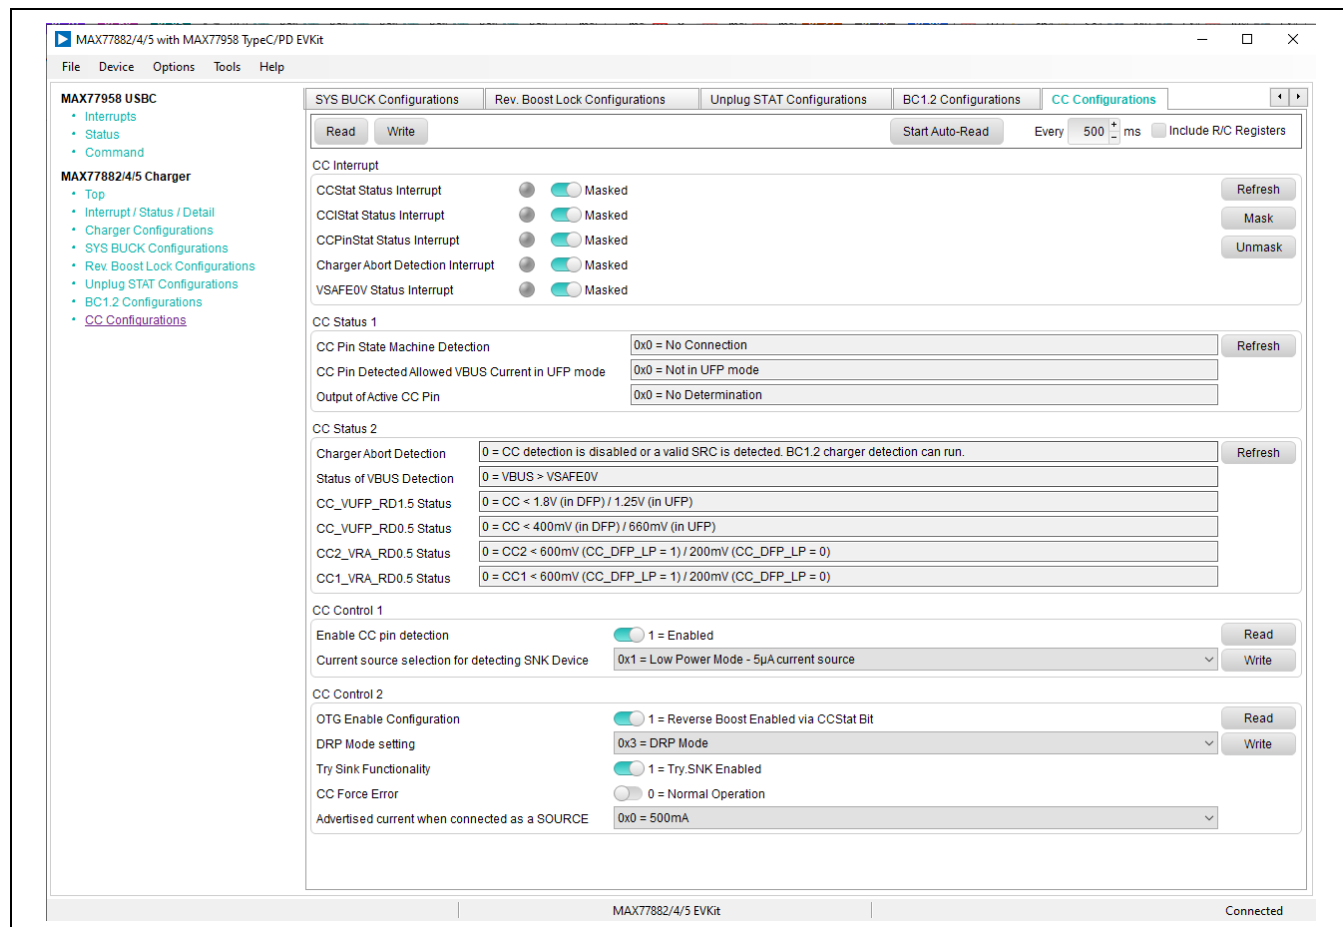 MAX77882/4/5 with MAX77958 TypeC/PD EVKit
File Device Options Tools Help
MAX77958 USBC
• Interrupts
• Status
• Command
MAX77882/4/5 Charger
• Top
• Interrupt / Status / Detail
• Charger Configurations
• SYS BUCK Configurations
• Rev. Boost Lock Configurations
• Unplug STAT Configurations
• BC1.2 Configurations
• CC Configurations
SYS BUCK Configurations Rev. Boost Lock Configurations Unplug STAT Configurations BC1.2 Configurations CC Configurations
Read Write Start Auto-Read Every 500 ms Include R/C Registers
CC Interrupt
CCStat Status Interrupt Masked Refresh
CCIStat Status Interrupt Masked Mask
CCPinStat Status Interrupt Masked Unmask
Charger Abort Detection Interrupt Masked
VSAFE0V Status Interrupt Masked
CC Status 1
CC Pin State Machine Detection 0x0 = No Connection Refresh
CC Pin Detected Allowed VBUS Current in UFP mode 0x0 = Not in UFP mode
Output of Active CC Pin 0x0 = No Determination
CC Status 2
Charger Abort Detection 0 = CC detection is disabled or a valid SRC is detected. BC1.2 charger detection can run. Refresh
Status of VBUS Detection 0 = VBUS > VSAFE0V
CC_VUFP_RD1.5 Status 0 = CC < 1.8V (in DFP) / 1.25V (in UFP)
CC_VUFP_RD0.5 Status 0 = CC < 400mV (in DFP) / 660mV (in UFP)
CC2_VRA_RD0.5 Status 0 = CC2 < 600mV (CC_DFP_LP = 1) / 200mV (CC_DFP_LP = 0)
CC1_VRA_RD0.5 Status 0 = CC1 < 600mV (CC_DFP_LP = 1) / 200mV (CC_DFP_LP = 0)
CC Control 1
Enable CC pin detection 1 = Enabled Read
Current source selection for detecting SNK Device 0x1 = Low Power Mode - 5µA current source Write
CC Control 2
OTG Enable Configuration 1 = Reverse Boost Enabled via CCStat Bit Read
DRP Mode setting 0x3 = DRP Mode Write
Try Sink Functionality 1 = Try.SNK Enabled
CC Force Error 0 = Normal Operation
Advertised current when connected as a SOURCE 0x0 = 500mA
MAX77882/4/5 EVKit Connected